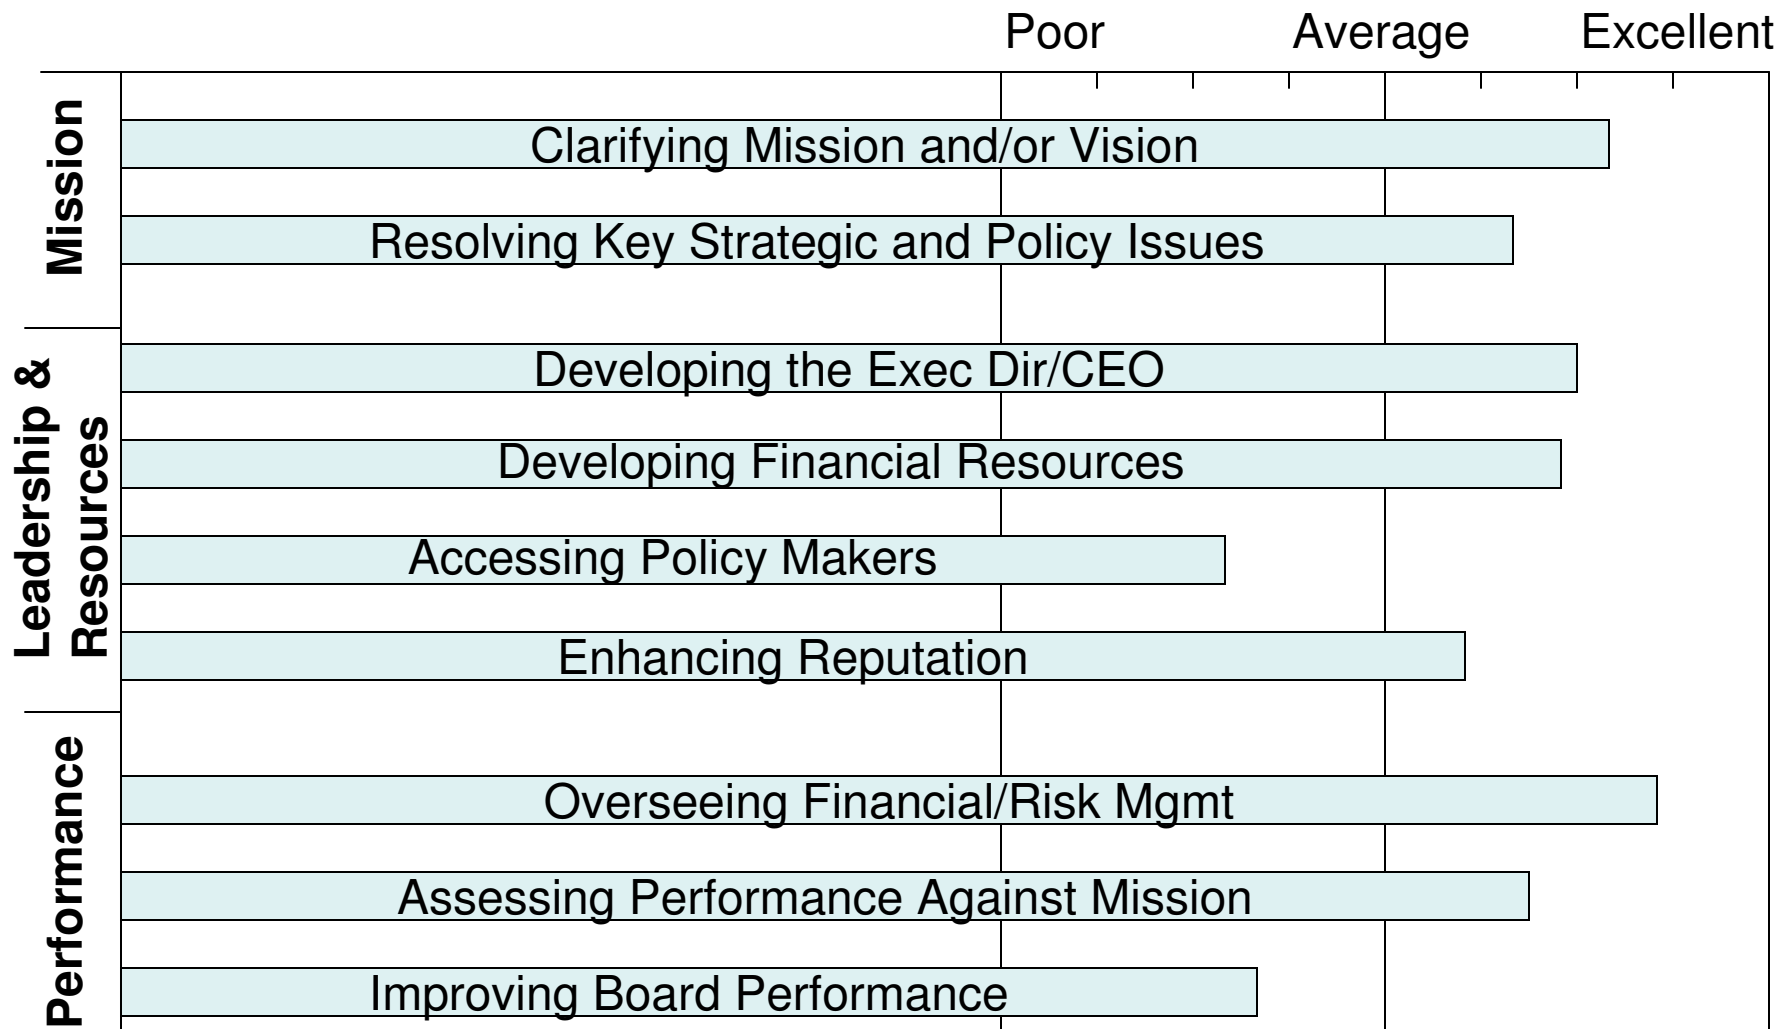 Poor Average Excellent
Mission
Clarifying Mission and/or Vision
Resolving Key Strategic and Policy Issues
Leadership &
Resources
Developing the Exec Dir/CEO
Developing Financial Resources
Accessing Policy Makers
Enhancing Reputation
Performance
Overseeing Financial/Risk Mgmt
Assessing Performance Against Mission
Improving Board Performance